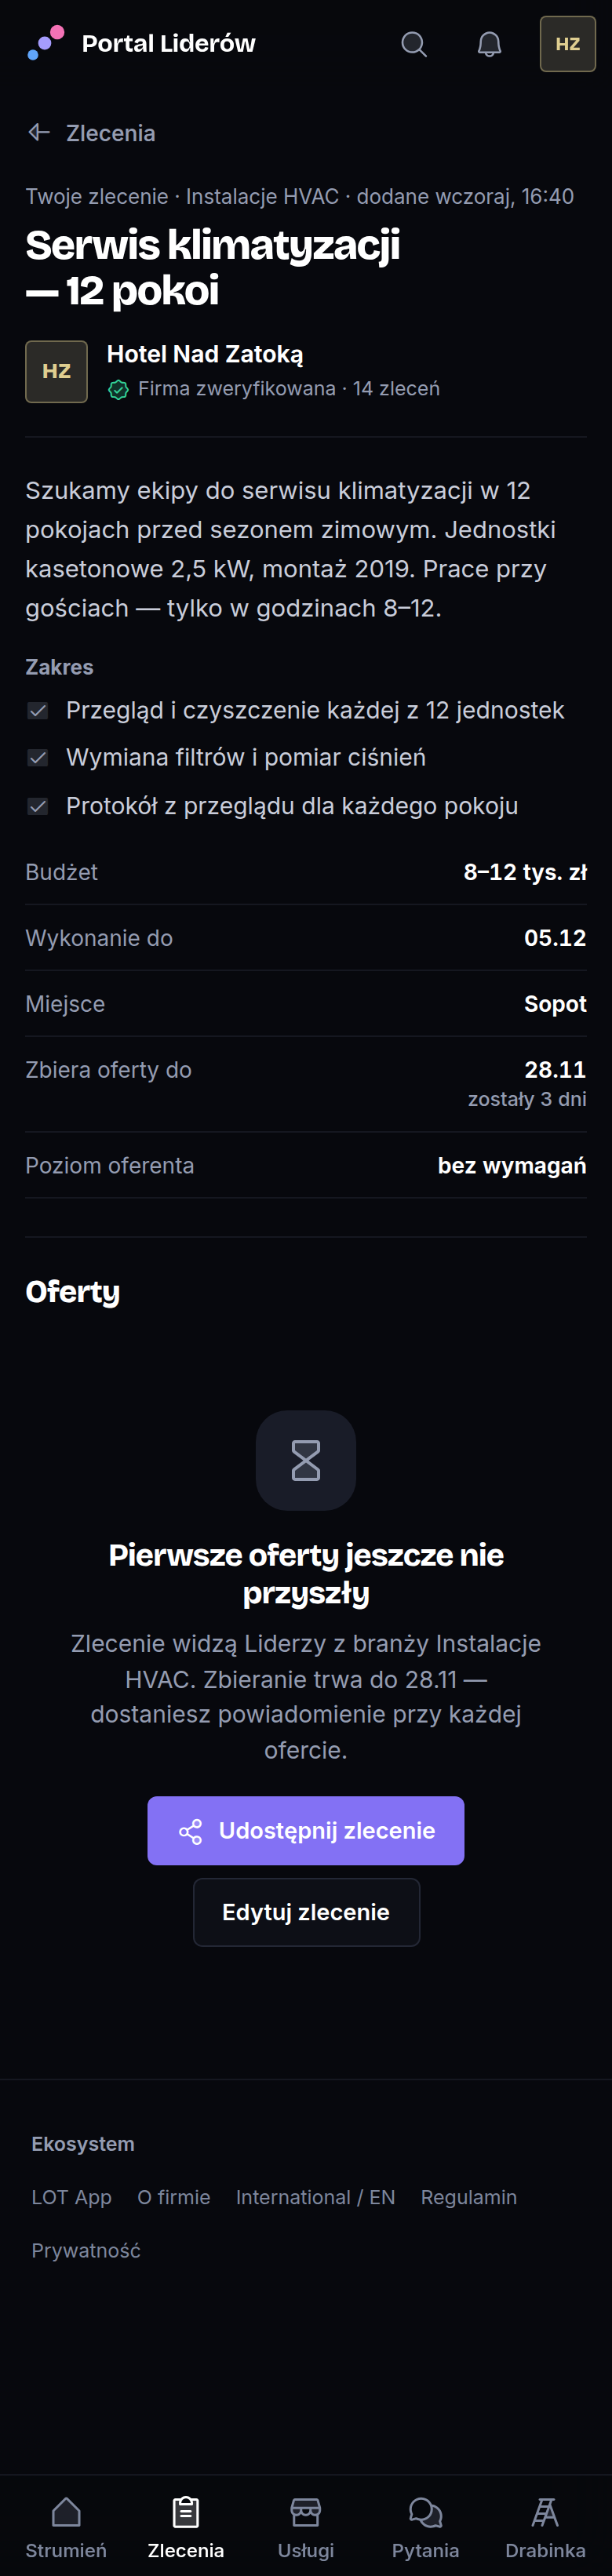 Portal Liderów
HZ
Zlecenia
Twoje zlecenie · Instalacje HVAC · dodane wczoraj, 16:40
Serwis klimatyzacji
— 12 pokoi
HZ
Hotel Nad Zatoką
Firma zweryfikowana · 14 zleceń
Szukamy ekipy do serwisu klimatyzacji w 12
pokojach przed sezonem zimowym. Jednostki
kasetonowe 2,5 kW, montaż 2019. Prace przy
gościach — tylko w godzinach 8–12.
Zakres
Przegląd i czyszczenie każdej z 12 jednostek
Wymiana filtrów i pomiar ciśnień
Protokół z przeglądu dla każdego pokoju
Budżet 8–12 tys. zł
Wykonanie do 05.12
Miejsce Sopot
Zbiera oferty do 28.11
zostały 3 dni
Poziom oferenta bez wymagań
Oferty
Pierwsze oferty jeszcze nie
przyszły
Zlecenie widzą Liderzy z branży Instalacje
HVAC. Zbieranie trwa do 28.11 —
dostaniesz powiadomienie przy każdej
ofercie.
Udostępnij zlecenie
Edytuj zlecenie
Ekosystem
LOT App O firmie International / EN Regulamin
Prywatność
Strumień Zlecenia Usługi Pytania Drabinka